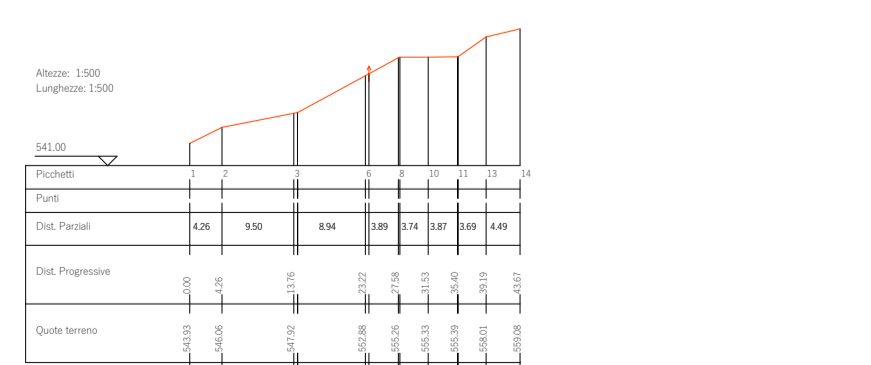 Altezze: 1:500
Lunghezze: 1:500
541.00
Picchetti 1 2 3 6 8 10 11 13 14
Punti
Dist. Parziali 4.26 9.50 8.94 3.89 3.74 3.87 3.69 4.49
Dist. Progressive 0.00 4.26 13.76 23.22 27.58 31.53 35.40 39.19 43.67
Quote terreno 543.93 546.06 547.92 552.88 555.26 555.33 555.39 558.01 559.08